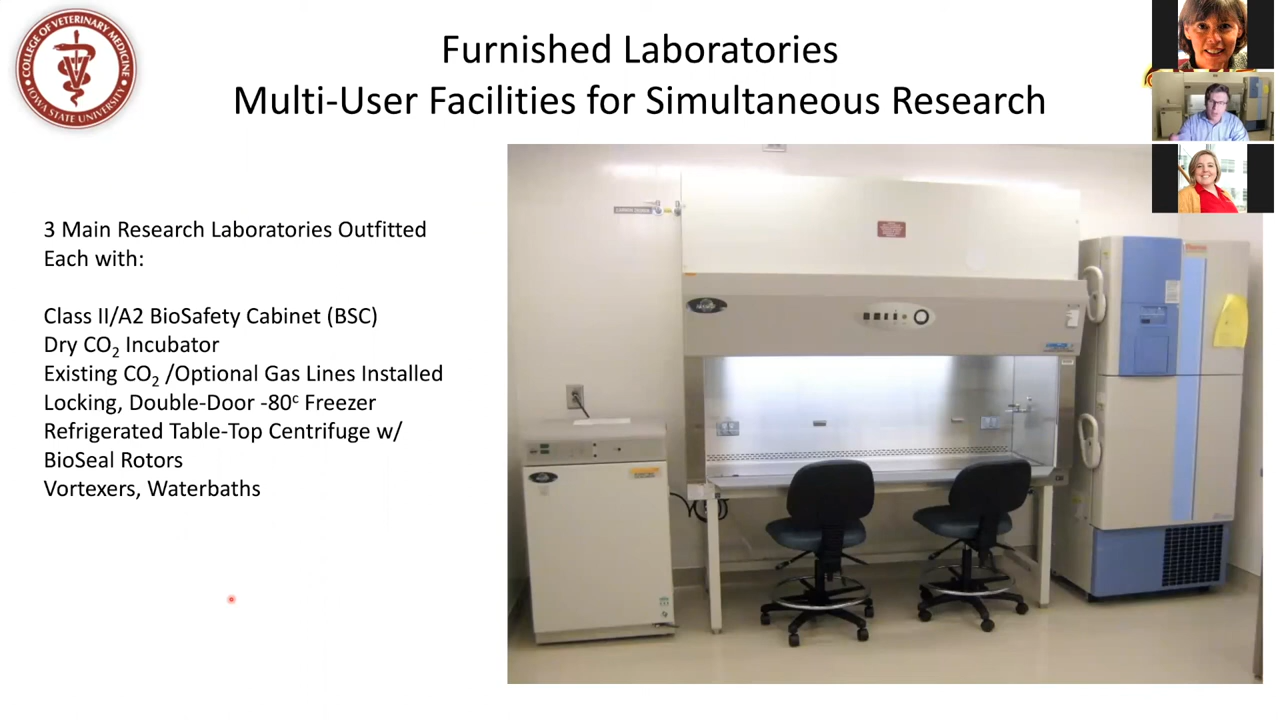 COLLEGE OF VETERINARY MEDICINE
IOWA STATE UNIVERSITY
Furnished Laboratories
Multi-User Facilities for Simultaneous Research
3 Main Research Laboratories Outfitted
Each with:
Class II/A2 BioSafety Cabinet (BSC)
Dry CO₂ Incubator
Existing CO₂ /Optional Gas Lines Installed
Locking, Double-Door -80ᶜ Freezer
Refrigerated Table-Top Centrifuge w/
BioSeal Rotors
Vortexers, Waterbaths